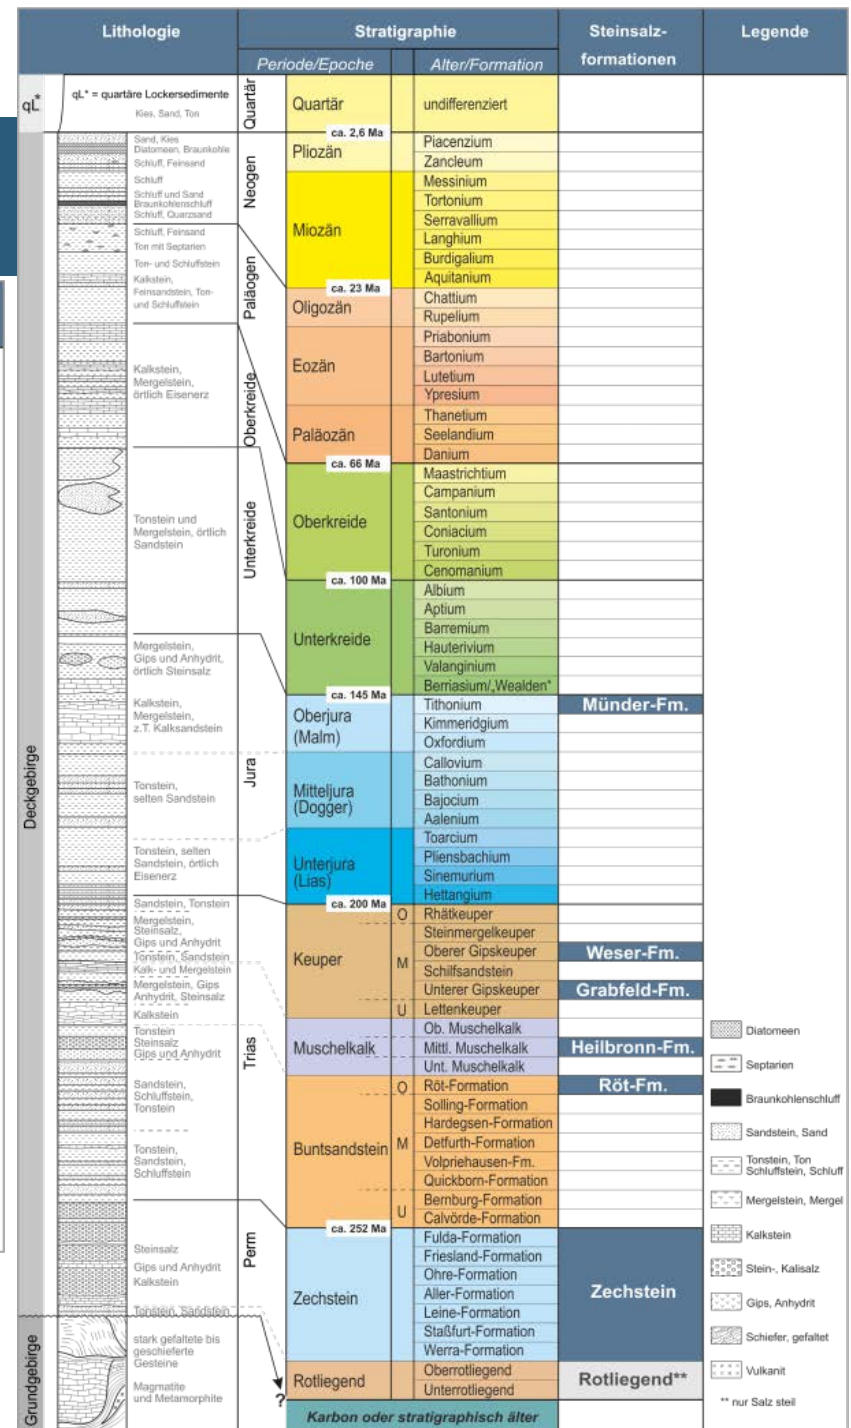 Lithologie
Stratigraphie
Steinsalz-
formationen
Legende
Periode/Epoche
Alter/Formation
qL*
qL* = quartäre Lockersedimente
Kies, Sand, Ton
Sand, Kies
Diatomeen, Braunkohle
Schluff, Feinsand
Schluff
Schluff und Sand
Braunkohlenschluff
Schluff, Quarzsand
Schluff, Feinsand
Ton mit Septarien
Ton- und Schluffstein
Kalkstein,
Feinsandstein, Ton-
und Schluffstein
Kalkstein,
Mergelstein,
örtlich Eisenerz
Tonstein und
Mergelstein, örtlich
Sandstein
Mergelstein,
Gips und Anhydrit,
örtlich Steinsalz
Kalkstein,
Mergelstein,
z.T. Kalksandstein
Tonstein,
selten Sandstein
Tonstein, selten
Sandstein, örtlich
Eisenerz
Sandstein, Tonstein
Mergelstein,
Steinsalz,
Gips und Anhydrit
Tonstein, Sandstein
Kalk- und Mergelstein
Mergelstein, Gips
Anhydrit, Steinsalz
Kalkstein
Tonstein
Steinsalz
Gips und Anhydrit
Sandstein,
Schluffstein,
Tonstein
Tonstein,
Sandstein,
Schluffstein
Steinsalz
Gips und Anhydrit
Kalkstein
Tonstein, Sandstein
stark gefaltete bis
geschieferte
Gesteine
Magmatite
und Metamorphite
Deckgebirge
Grundgebirge
Quartär
Neogen
Paläogen
Oberkreide
Unterkreide
Jura
Trias
Perm
?
Quartär
ca. 2,6 Ma
Pliozän
Miozän
ca. 23 Ma
Oligozän
Eozän
Paläozän
ca. 66 Ma
Oberkreide
ca. 100 Ma
Unterkreide
ca. 145 Ma
Oberjura
(Malm)
Mitteljura
(Dogger)
Unterjura
(Lias)
ca. 200 Ma
Keuper
O
M
U
Muschelkalk
Buntsandstein
O
M
U
ca. 252 Ma
Zechstein
Rotliegend
undifferenziert
Piacenzium
Zancleum
Messinium
Tortonium
Serravallium
Langhium
Burdigalium
Aquitanium
Chattium
Rupelium
Priabonium
Bartonium
Lutetium
Ypresium
Thanetium
Seelandium
Danium
Maastrichtium
Campanium
Santonium
Coniacium
Turonium
Cenomanium
Albium
Aptium
Barremium
Hauterivium
Valanginium
Berriasium/„Wealden“
Tithonium
Kimmeridgium
Oxfordium
Callovium
Bathonium
Bajocium
Aalenium
Toarcium
Pliensbachium
Sinemurium
Hettangium
Rhätkeuper
Steinmergelkeuper
Oberer Gipskeuper
Schilfsandstein
Unterer Gipskeuper
Lettenkeuper
Ob. Muschelkalk
Mittl. Muschelkalk
Unt. Muschelkalk
Röt-Formation
Solling-Formation
Hardegsen-Formation
Detfurth-Formation
Volpriehausen-Fm.
Quickborn-Formation
Bernburg-Formation
Calvörde-Formation
Fulda-Formation
Friesland-Formation
Ohre-Formation
Aller-Formation
Leine-Formation
Staßfurt-Formation
Werra-Formation
Oberrotliegend
Unterrotliegend
Karbon oder stratigraphisch älter
Münder-Fm.
Weser-Fm.
Grabfeld-Fm.
Heilbronn-Fm.
Röt-Fm.
Zechstein
Rotliegend**
Diatomeen
Septarien
Braunkohlenschluff
Sandstein, Sand
Tonstein, Ton
Schluffstein, Schluff
Mergelstein, Mergel
Kalkstein
Stein-, Kalisalz
Gips, Anhydrit
Schiefer, gefaltet
Vulkanit
** nur Salz steil